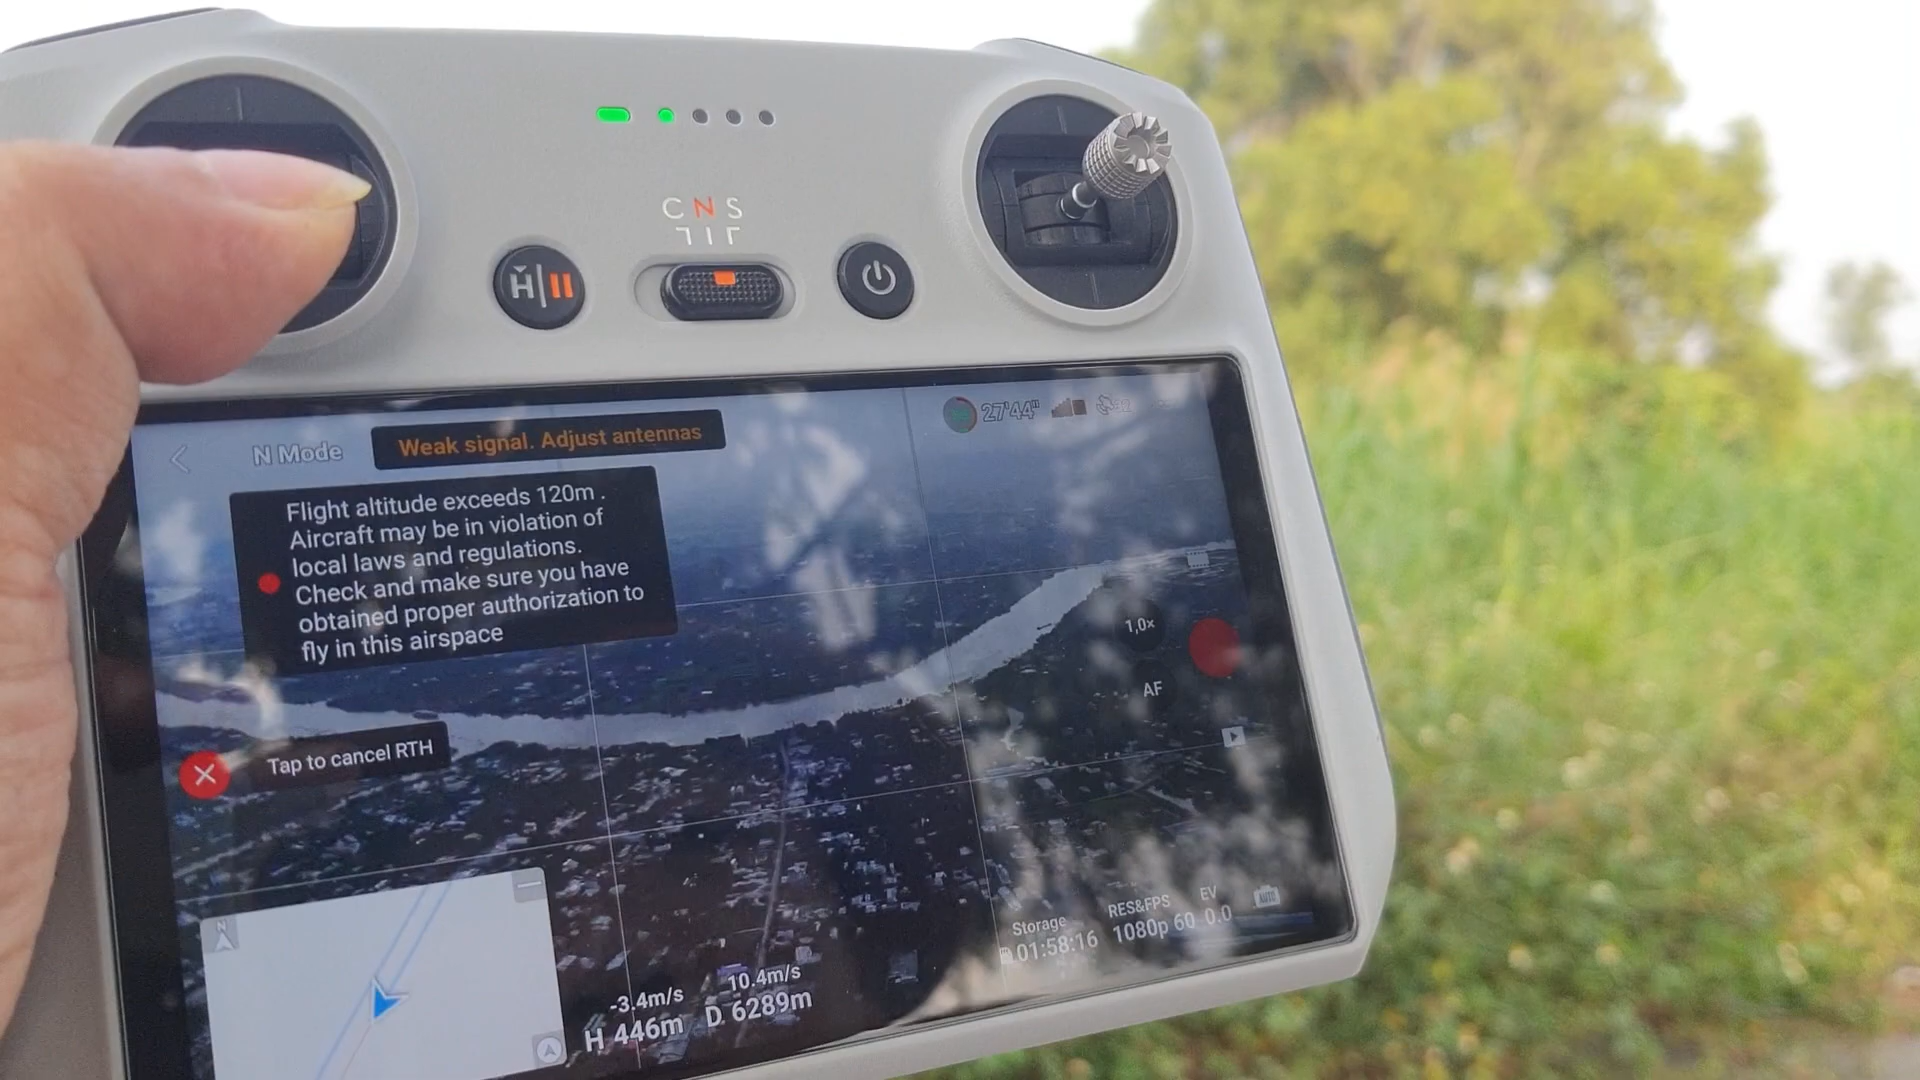 C N S
H
N Mode
Weak signal. Adjust antennas
27'44"
Flight altitude exceeds 120m .
Aircraft may be in violation of
local laws and regulations.
Check and make sure you have
obtained proper authorization to
fly in this airspace
1,0×
AF
Tap to cancel RTH
N
Storage
01:58:16
RES&FPS
1080p 60
EV
0.0
AUTO
-3.4m/s
10.4m/s
H 446m
D 6289m